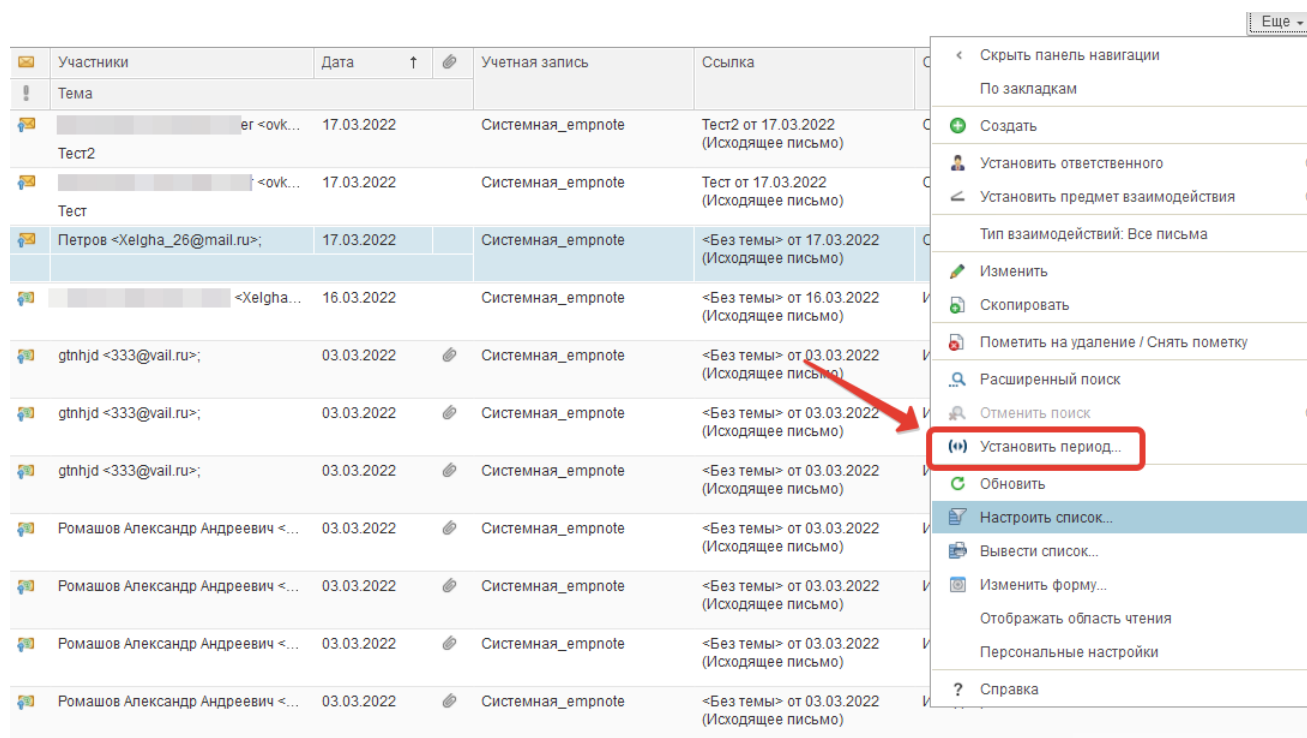 Еще
Участники Дата ↑ Учетная запись Ссылка
Тема
er <ovk... 17.03.2022 Системная_empnote Тест2 от 17.03.2022
(Исходящее письмо)
Тест2
<ovk... 17.03.2022 Системная_empnote Тест от 17.03.2022
(Исходящее письмо)
Тест
Петров <Xelgha_26@mail.ru>; 17.03.2022 Системная_empnote <Без темы> от 17.03.2022
(Исходящее письмо)
<Xelgha... 16.03.2022 Системная_empnote <Без темы> от 16.03.2022
(Исходящее письмо)
gtnhjd <333@vail.ru>; 03.03.2022 Системная_empnote <Без темы> от 03.03.2022
(Исходящее письмо)
gtnhjd <333@vail.ru>; 03.03.2022 Системная_empnote <Без темы> от 03.03.2022
(Исходящее письмо)
gtnhjd <333@vail.ru>; 03.03.2022 Системная_empnote <Без темы> от 03.03.2022
(Исходящее письмо)
Ромашов Александр Андреевич <... 03.03.2022 Системная_empnote <Без темы> от 03.03.2022
(Исходящее письмо)
Ромашов Александр Андреевич <... 03.03.2022 Системная_empnote <Без темы> от 03.03.2022
(Исходящее письмо)
Ромашов Александр Андреевич <... 03.03.2022 Системная_empnote <Без темы> от 03.03.2022
(Исходящее письмо)
Ромашов Александр Андреевич <... 03.03.2022 Системная_empnote <Без темы> от 03.03.2022
(Исходящее письмо)
Скрыть панель навигации
По закладкам
Создать
Установить ответственного
Установить предмет взаимодействия
Тип взаимодействий: Все письма
Изменить
Скопировать
Пометить на удаление / Снять пометку
Расширенный поиск
Отменить поиск
Установить период...
Обновить
Настроить список...
Вывести список...
Изменить форму...
Отображать область чтения
Персональные настройки
? Справка